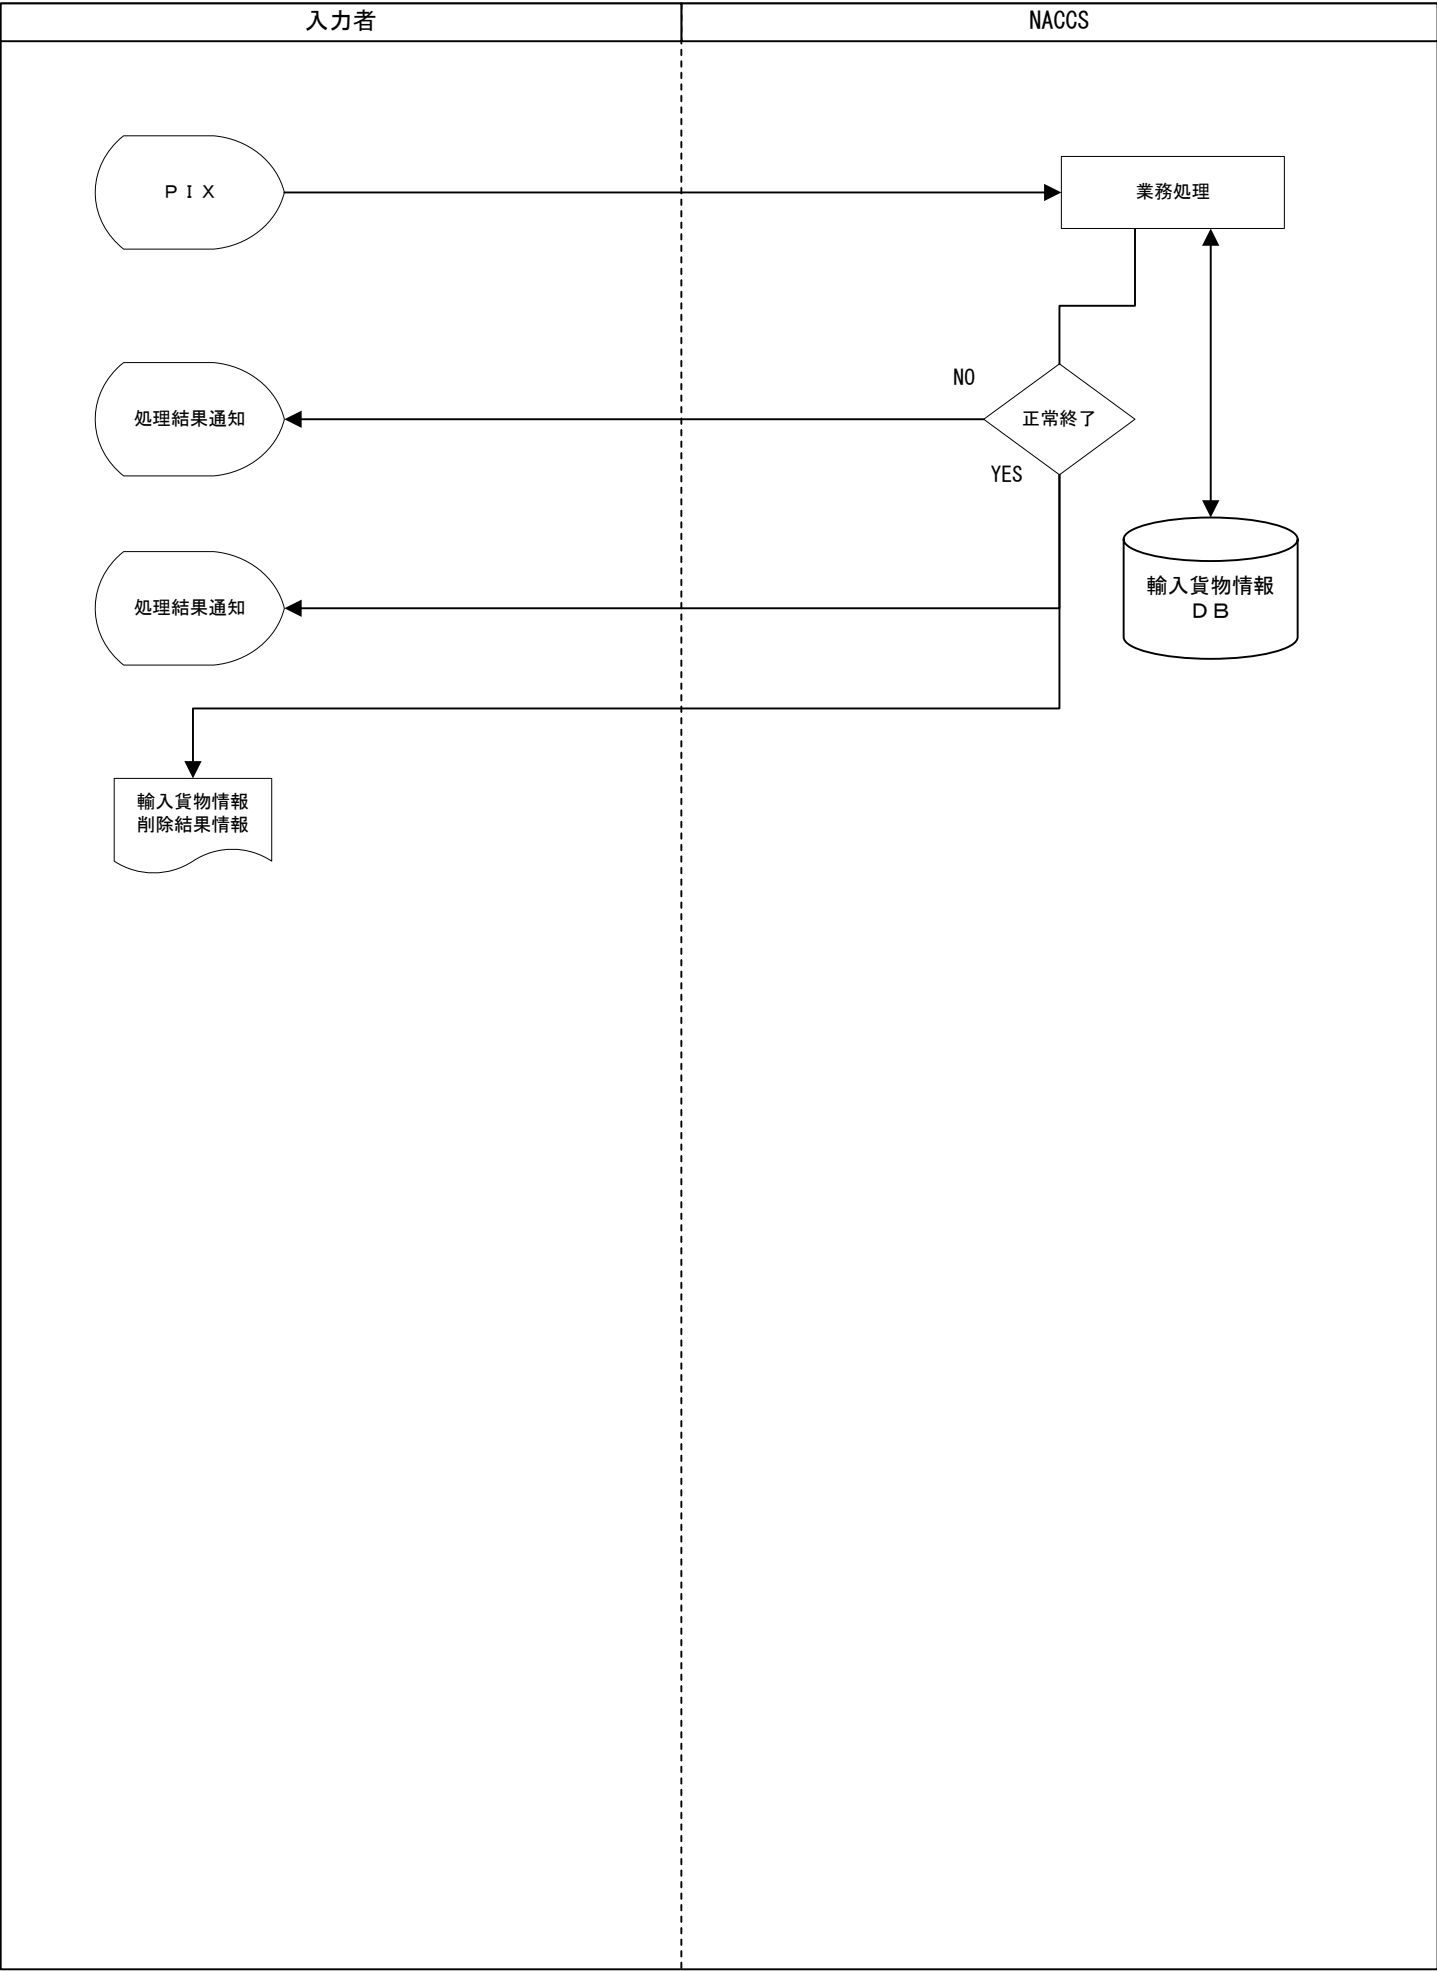 入力者
NACCS
ＰＩＸ
業務処理
NO
処理結果通知
正常終了
YES
処理結果通知
輸入貨物情報
ＤＢ
輸入貨物情報
削除結果情報